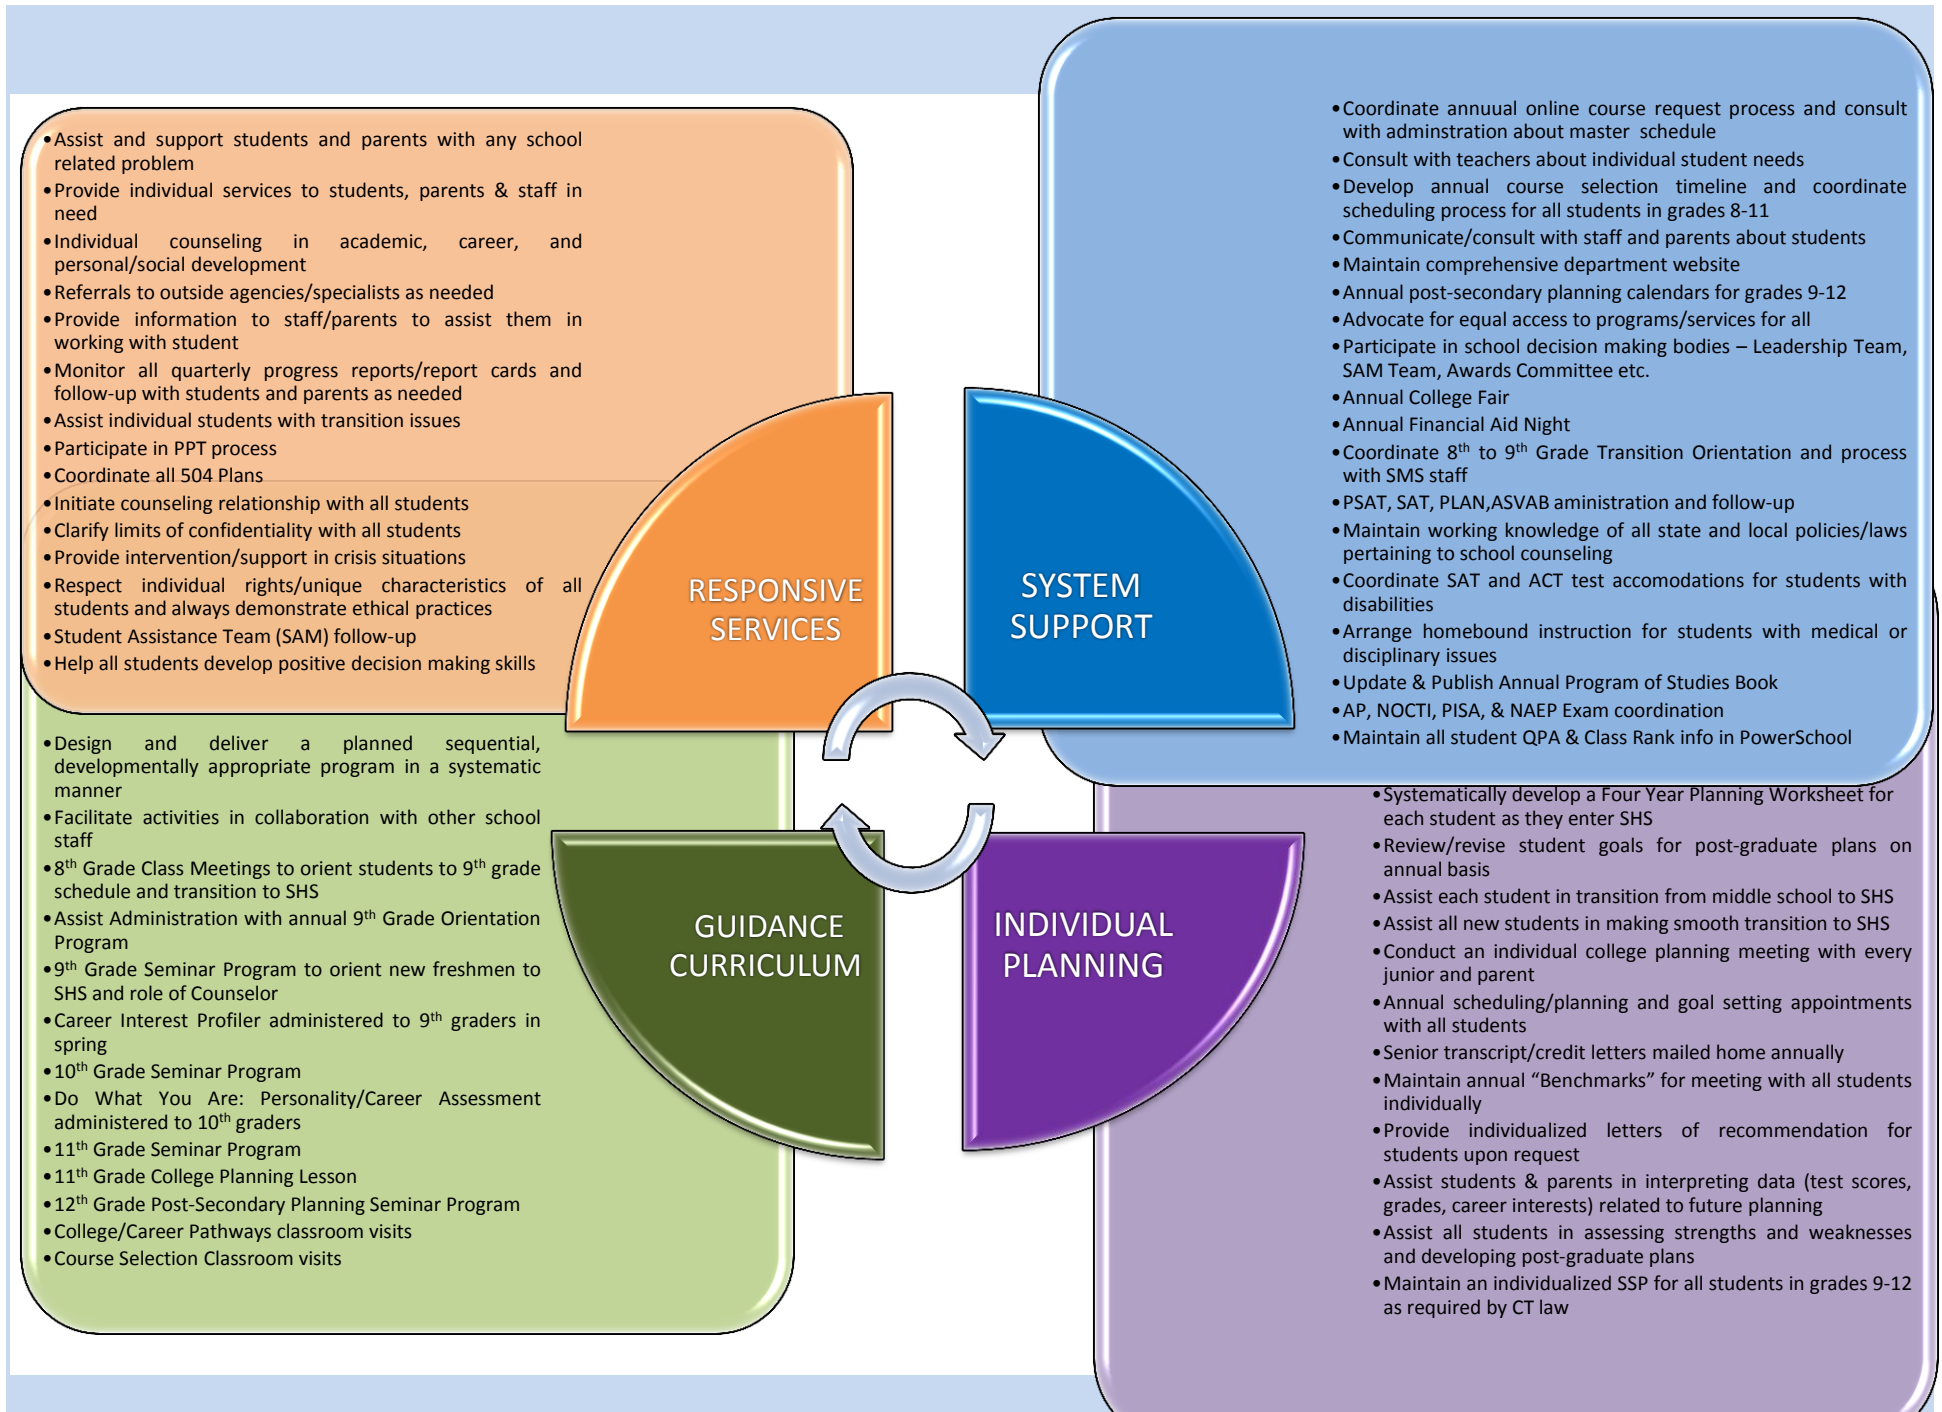 •Assist and support students and parents with any school
related problem
•Provide individual services to students, parents & staff in
need
•Individual counseling in academic, career, and
personal/social development
•Referrals to outside agencies/specialists as needed
•Provide information to staff/parents to assist them in
working with student
•Monitor all quarterly progress reports/report cards and
follow-up with students and parents as needed
•Assist individual students with transition issues
•Participate in PPT process
•Coordinate all 504 Plans
•Initiate counseling relationship with all students
•Clarify limits of confidentiality with all students
•Provide intervention/support in crisis situations
•Respect individual rights/unique characteristics of all
students and always demonstrate ethical practices
•Student Assistance Team (SAM) follow-up
•Help all students develop positive decision making skills
RESPONSIVE
SERVICES
•Coordinate annuual online course request process and consult
with adminstration about master schedule
•Consult with teachers about individual student needs
•Develop annual course selection timeline and coordinate
scheduling process for all students in grades 8-11
•Communicate/consult with staff and parents about students
•Maintain comprehensive department website
•Annual post-secondary planning calendars for grades 9-12
•Advocate for equal access to programs/services for all
•Participate in school decision making bodies – Leadership Team,
SAM Team, Awards Committee etc.
•Annual College Fair
•Annual Financial Aid Night
•Coordinate 8th to 9th Grade Transition Orientation and process
with SMS staff
•PSAT, SAT, PLAN,ASVAB aministration and follow-up
•Maintain working knowledge of all state and local policies/laws
pertaining to school counseling
•Coordinate SAT and ACT test accomodations for students with
disabilities
•Arrange homebound instruction for students with medical or
disciplinary issues
•Update & Publish Annual Program of Studies Book
•AP, NOCTI, PISA, & NAEP Exam coordination
•Maintain all student QPA & Class Rank info in PowerSchool
SYSTEM
SUPPORT
•Design and deliver a planned sequential,
developmentally appropriate program in a systematic
manner
•Facilitate activities in collaboration with other school
staff
•8th Grade Class Meetings to orient students to 9th grade
schedule and transition to SHS
•Assist Administration with annual 9th Grade Orientation
Program
•9th Grade Seminar Program to orient new freshmen to
SHS and role of Counselor
•Career Interest Profiler administered to 9th graders in
spring
•10th Grade Seminar Program
•Do What You Are: Personality/Career Assessment
administered to 10th graders
•11th Grade Seminar Program
•11th Grade College Planning Lesson
•12th Grade Post-Secondary Planning Seminar Program
•College/Career Pathways classroom visits
•Course Selection Classroom visits
GUIDANCE
CURRICULUM
•Systematically develop a Four Year Planning Worksheet for
each student as they enter SHS
•Review/revise student goals for post-graduate plans on
annual basis
•Assist each student in transition from middle school to SHS
•Assist all new students in making smooth transition to SHS
•Conduct an individual college planning meeting with every
junior and parent
•Annual scheduling/planning and goal setting appointments
with all students
•Senior transcript/credit letters mailed home annually
•Maintain annual “Benchmarks” for meeting with all students
individually
•Provide individualized letters of recommendation for
students upon request
•Assist students & parents in interpreting data (test scores,
grades, career interests) related to future planning
•Assist all students in assessing strengths and weaknesses
and developing post-graduate plans
•Maintain an individualized SSP for all students in grades 9-12
as required by CT law
INDIVIDUAL
PLANNING